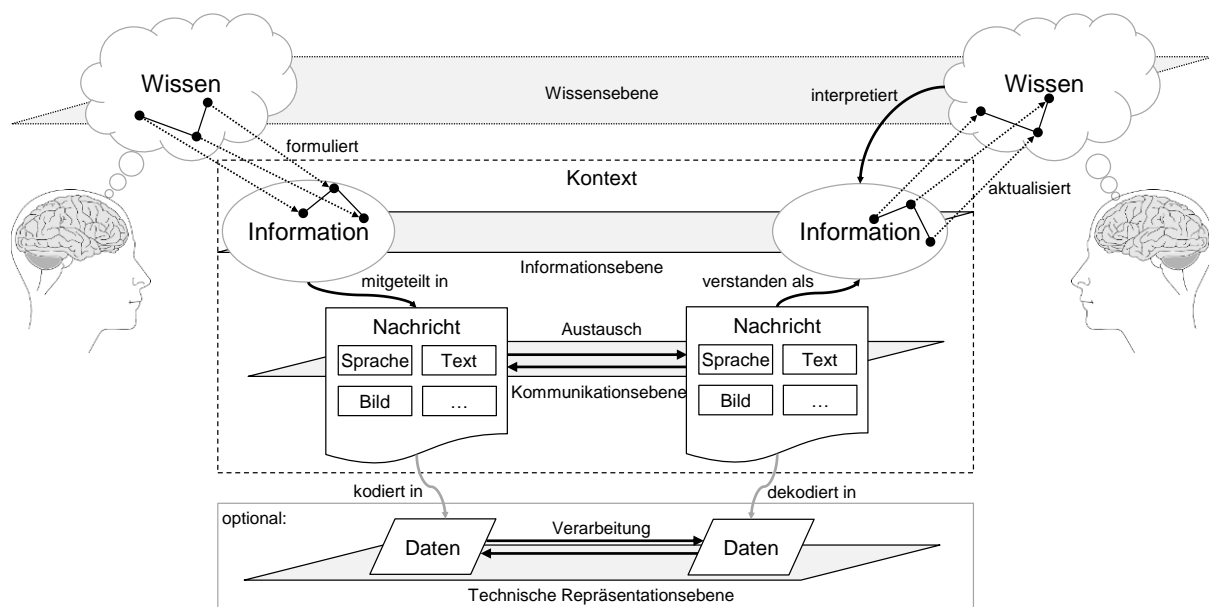 Wissen
Wissen
Wissensebene
interpretiert
formuliert
Kontext
aktualisiert
Information
Information
Informationsebene
mitgeteilt in
verstanden als
Nachricht
Nachricht
Austausch
Sprache
Text
Sprache
Text
Kommunikationsebene
Bild
…
Bild
…
kodiert in
dekodiert in
optional:
Verarbeitung
Daten
Daten
Technische Repräsentationsebene